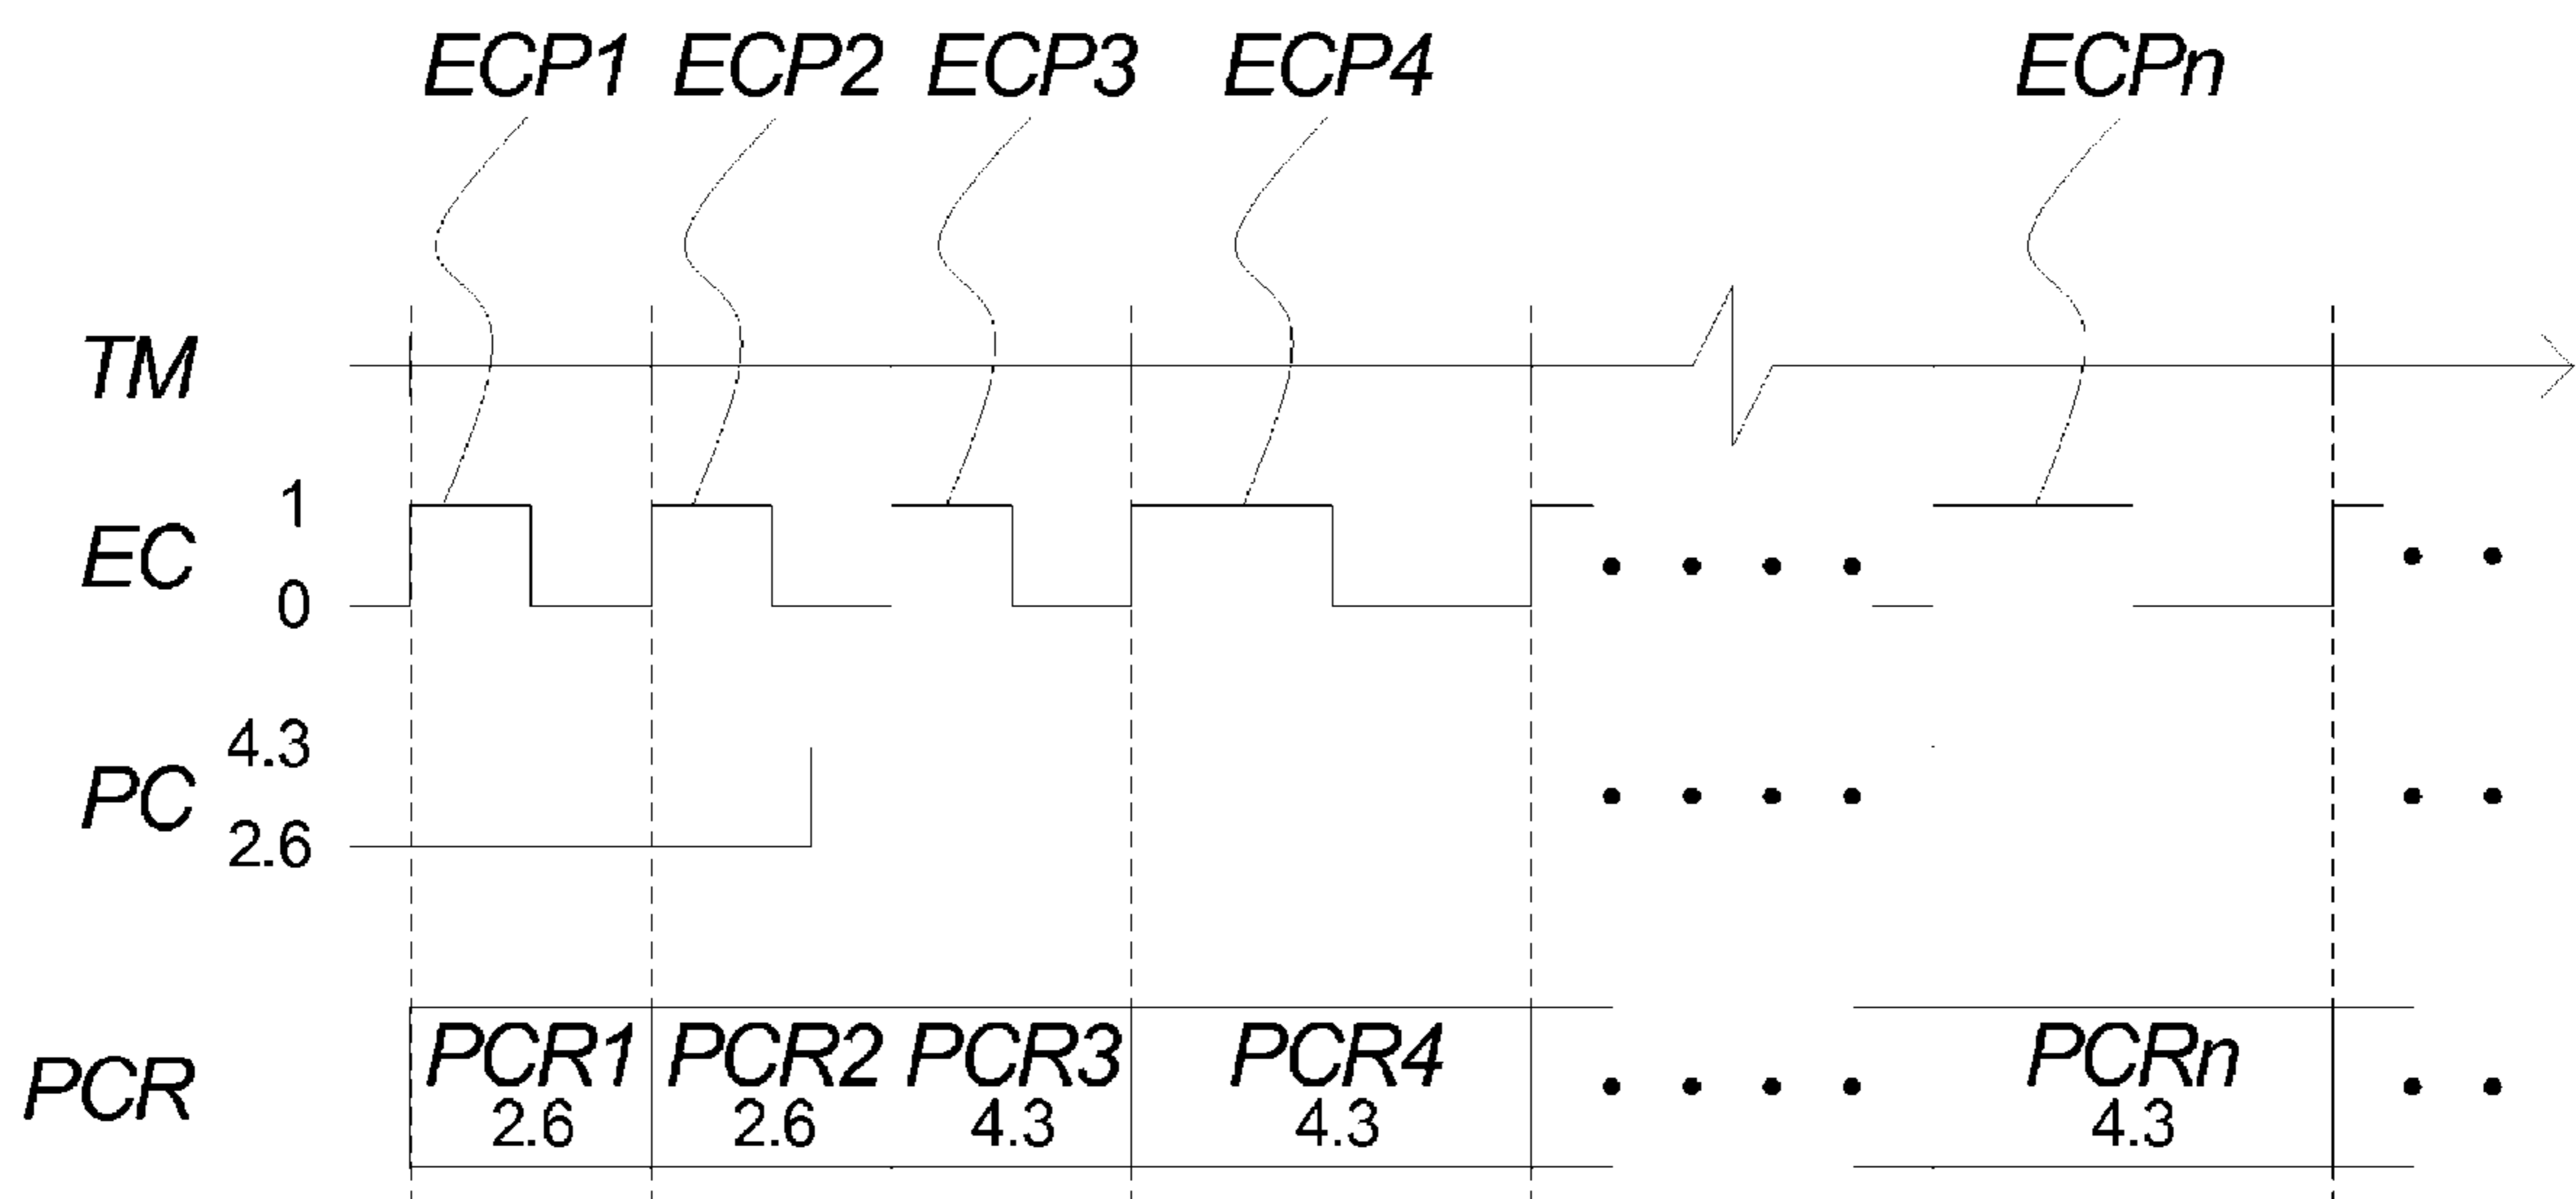 ECP1 ECP2 ECP3 ECP4 ECPn
TM
1
EC
0
4.3
PC
2.6
PCR1 PCR2 PCR3 PCR4 PCRn
PCR
2.6 2.6 4.3 4.3 4.3